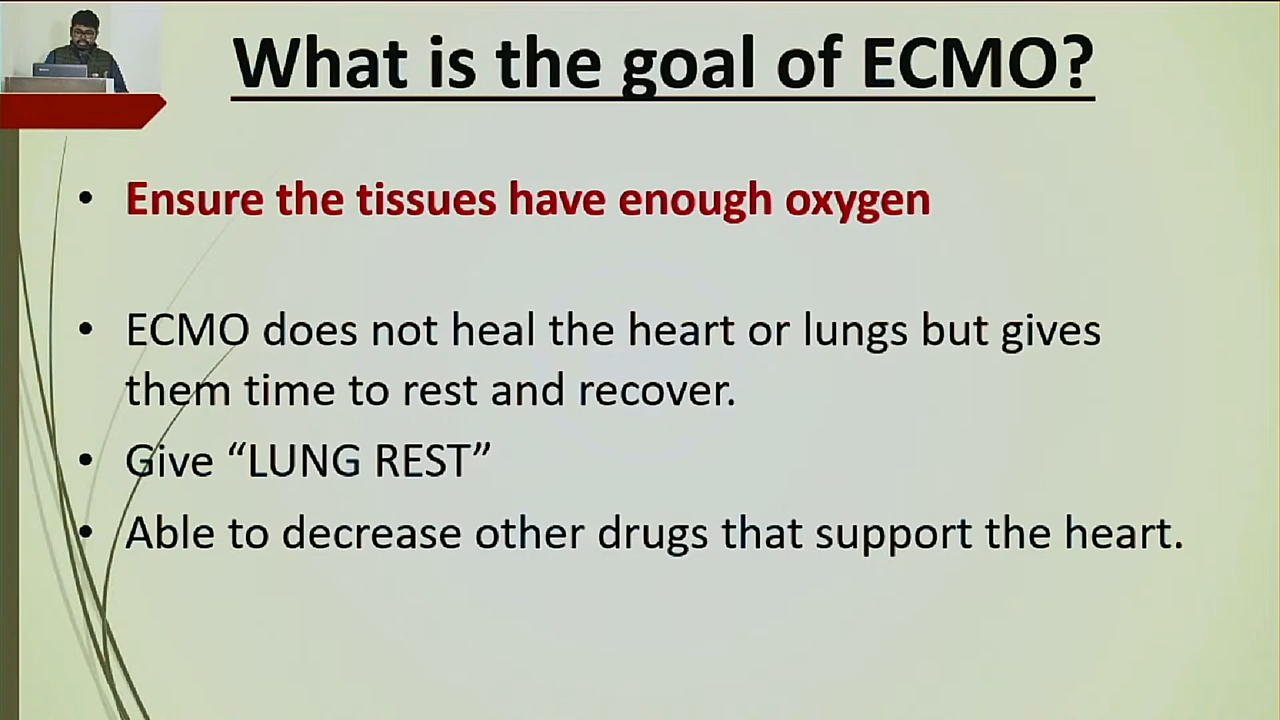 What is the goal of ECMO?
• Ensure the tissues have enough oxygen
• ECMO does not heal the heart or lungs but gives
them time to rest and recover.
• Give “LUNG REST”
• Able to decrease other drugs that support the heart.